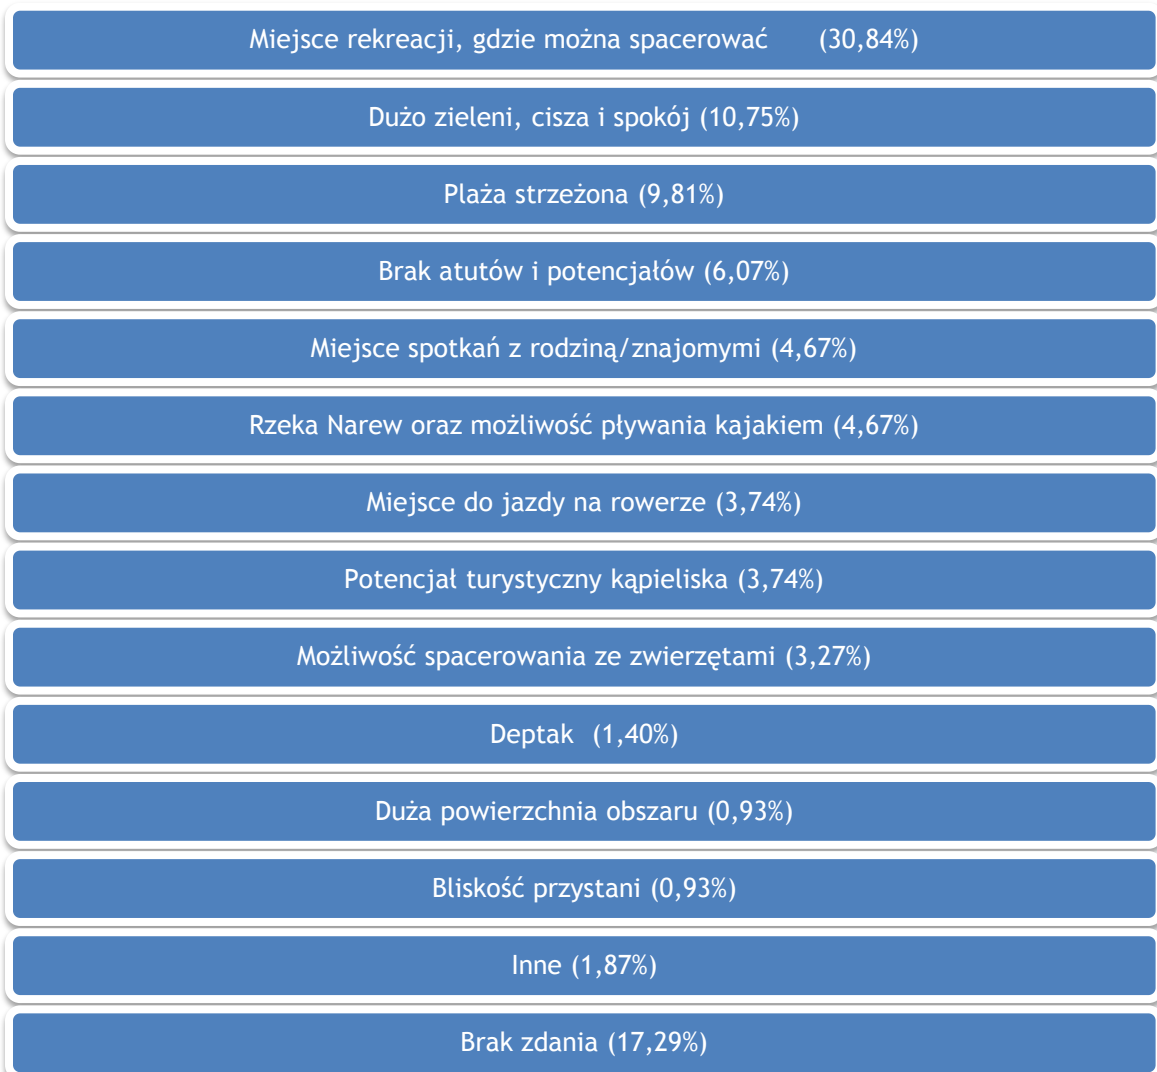 Miejsce rekreacji, gdzie można spacerować (30,84%)
Dużo zieleni, cisza i spokój (10,75%)
Plaża strzeżona (9,81%)
Brak atutów i potencjałów (6,07%)
Miejsce spotkań z rodziną/znajomymi (4,67%)
Rzeka Narew oraz możliwość pływania kajakiem (4,67%)
Miejsce do jazdy na rowerze (3,74%)
Potencjał turystyczny kąpieliska (3,74%)
Możliwość spacerowania ze zwierzętami (3,27%)
Deptak (1,40%)
Duża powierzchnia obszaru (0,93%)
Bliskość przystani (0,93%)
Inne (1,87%)
Brak zdania (17,29%)